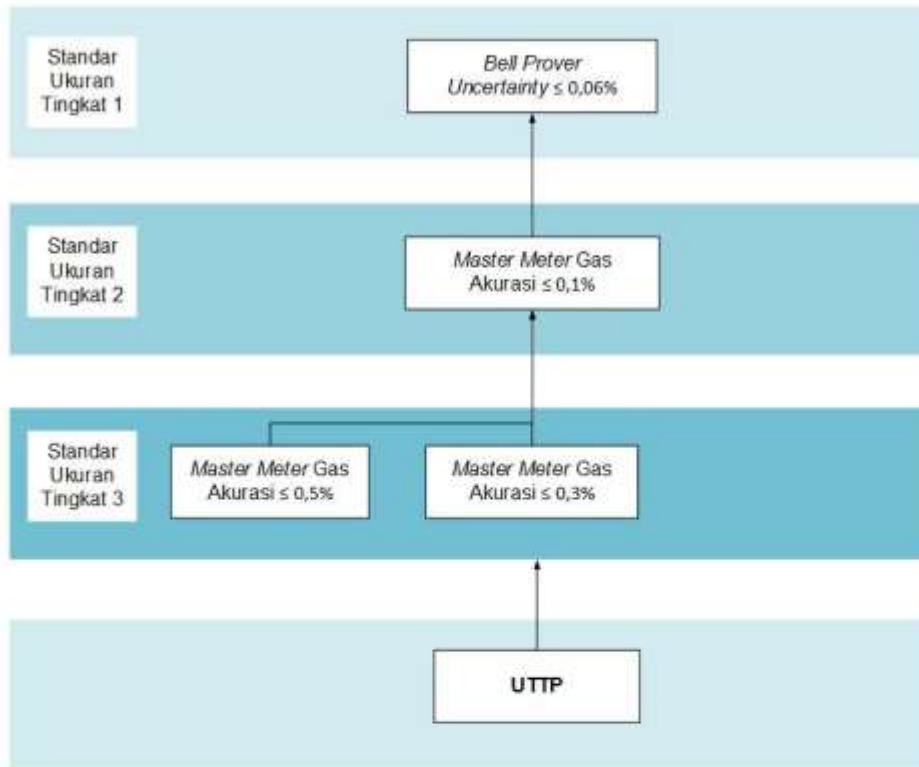 Standar
Ukuran
Tingkat 1
Bell Prover
Uncertainty ≤ 0,06%
Standar
Ukuran
Tingkat 2
Master Meter Gas
Akurasi ≤ 0,1%
Standar
Ukuran
Tingkat 3
Master Meter Gas
Akurasi ≤ 0,5%
Master Meter Gas
Akurasi ≤ 0,3%
UTTP